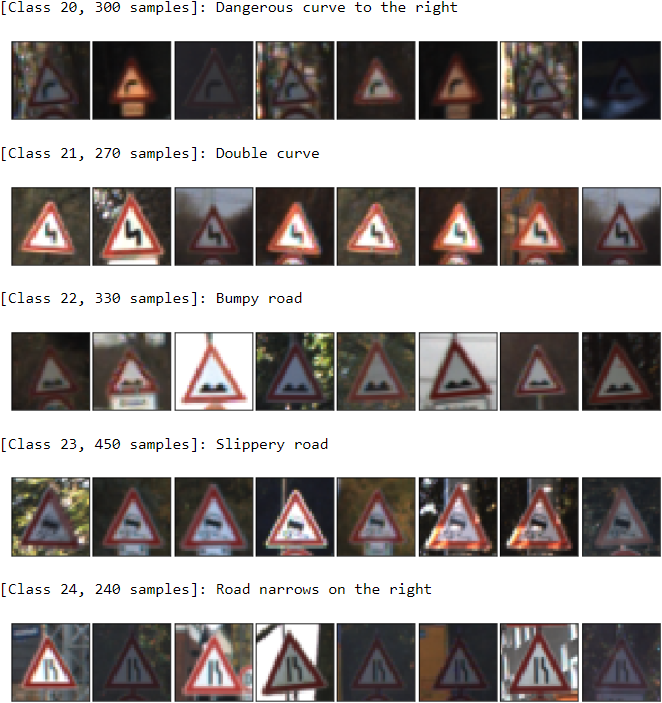 [Class 20, 300 samples]: Dangerous curve to the right
[Class 21, 270 samples]: Double curve
[Class 22, 330 samples]: Bumpy road
[Class 23, 450 samples]: Slippery road
[Class 24, 240 samples]: Road narrows on the right